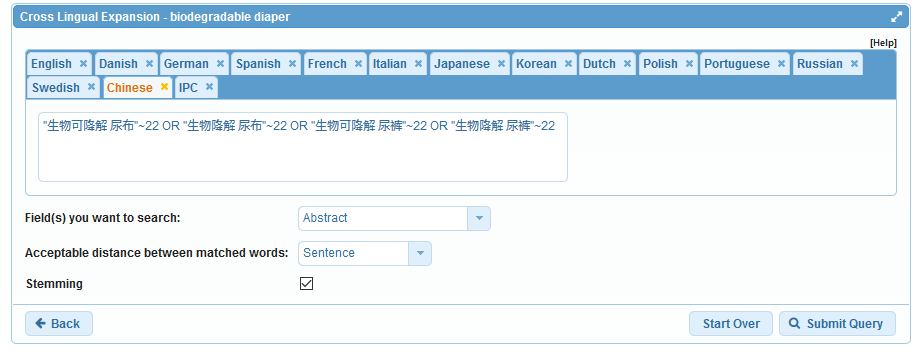 Cross Lingual Expansion - biodegradable diaper
[Help]
English Danish German Spanish French Italian Japanese Korean Dutch Polish Portuguese Russian
Swedish Chinese IPC
"生物可降解 尿布"~22 OR "生物降解 尿布"~22 OR "生物可降解 尿裤"~22 OR "生物降解 尿裤"~22
Field(s) you want to search: Abstract
Acceptable distance between matched words: Sentence
Stemming
Back Start Over Submit Query